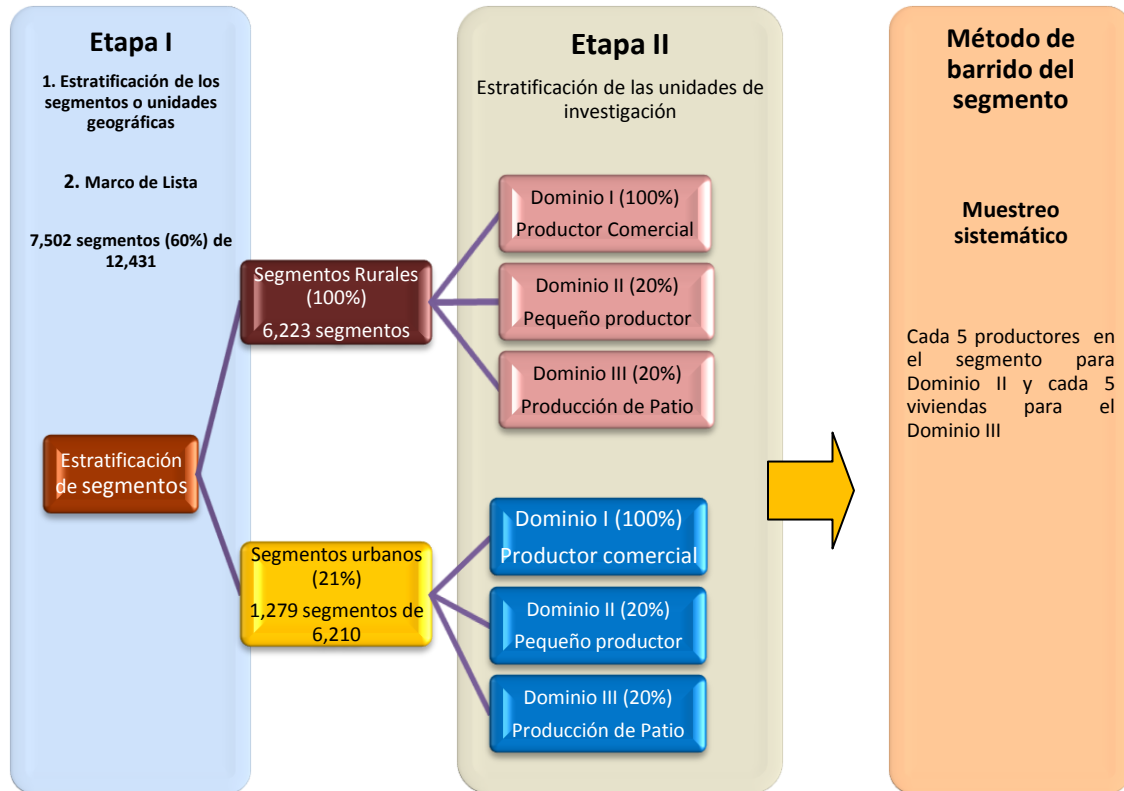 Etapa I
1. Estratificación de los
segmentos o unidades
geográficas
2. Marco de Lista
7,502 segmentos (60%) de
12,431
Estratificación
de segmentos
Segmentos Rurales
(100%)
6,223 segmentos
Segmentos urbanos
(21%)
1,279 segmentos de
6,210
Etapa II
Estratificación de las unidades de
investigación
Dominio I (100%)
Productor Comercial
Dominio II (20%)
Pequeño productor
Dominio III (20%)
Producción de Patio
Dominio I (100%)
Productor comercial
Dominio II (20%)
Pequeño productor
Dominio III (20%)
Producción de Patio
Método de
barrido del
segmento
Muestreo
sistemático
Cada 5 productores en
el segmento para
Dominio II y cada 5
viviendas para el
Dominio III